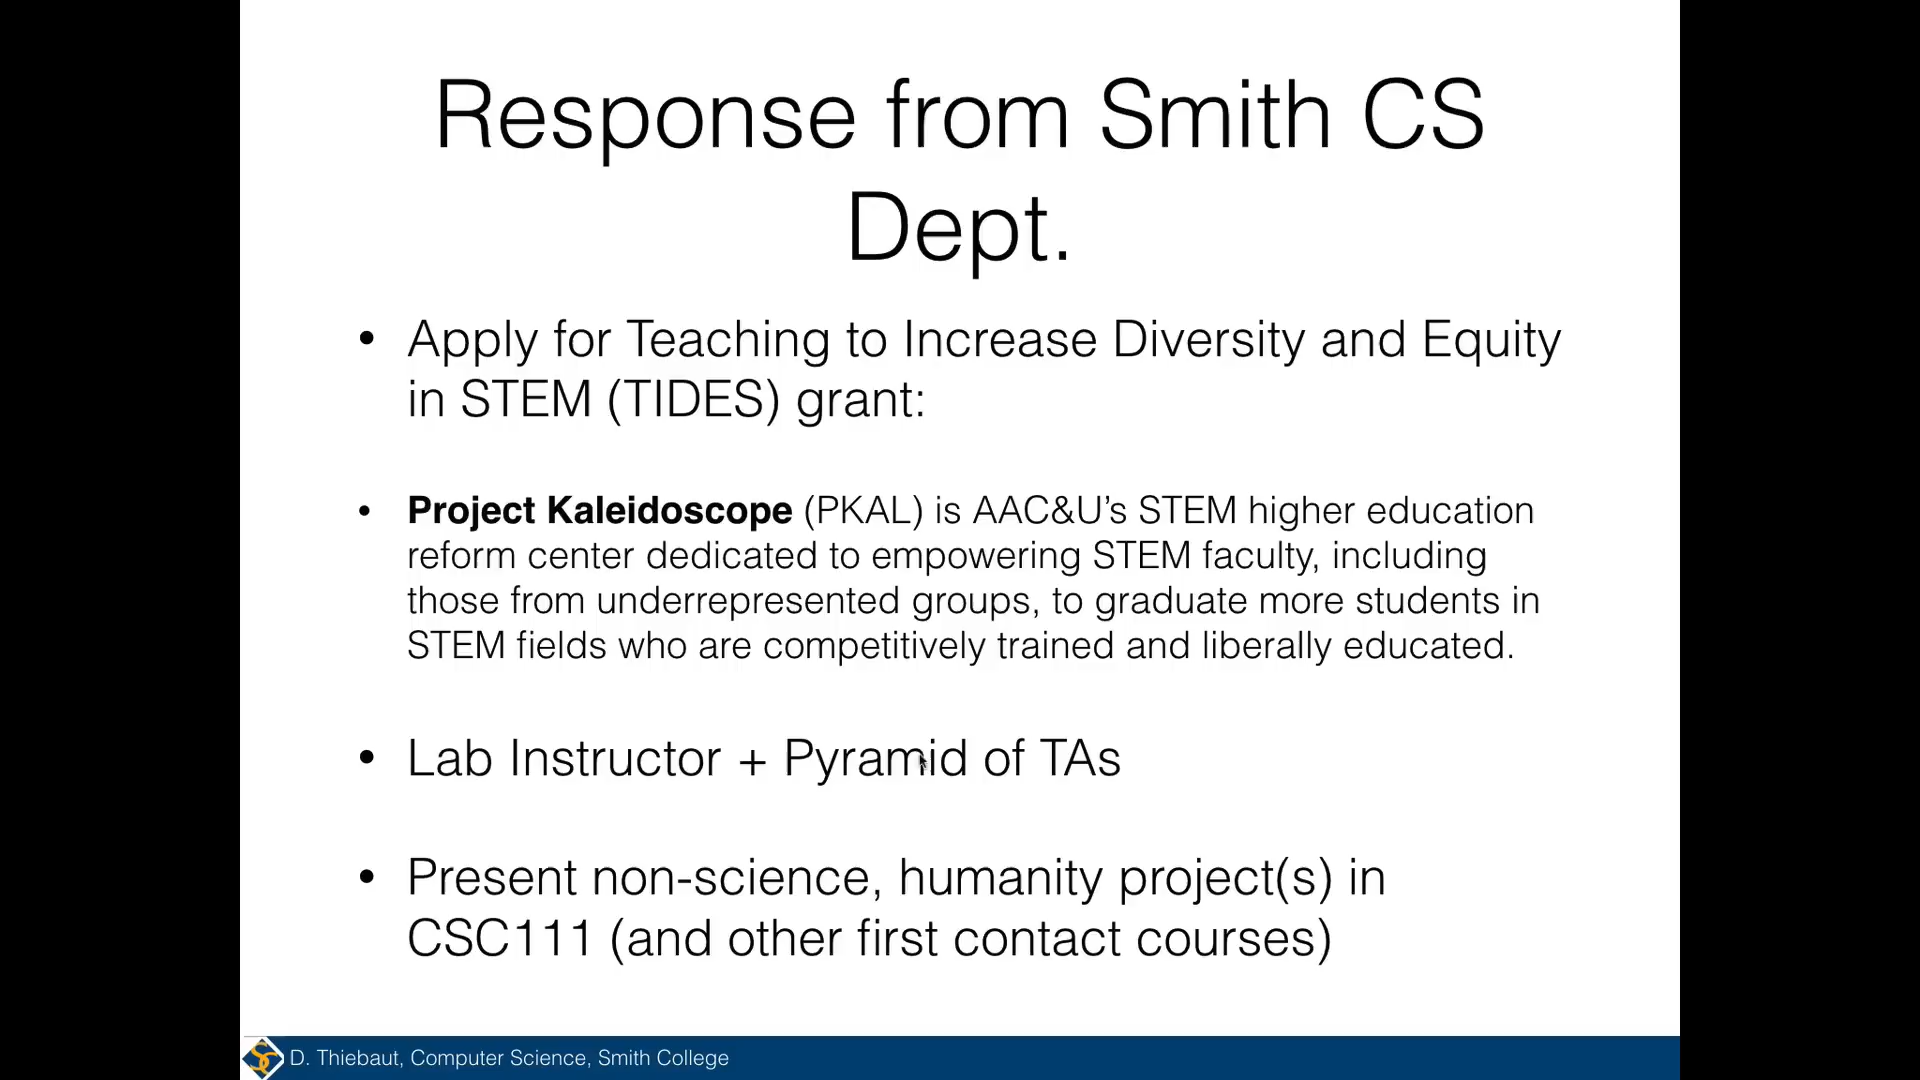 Response from Smith CS
Dept.
• Apply for Teaching to Increase Diversity and Equity
in STEM (TIDES) grant:
• Project Kaleidoscope (PKAL) is AAC&U’s STEM higher education
reform center dedicated to empowering STEM faculty, including
those from underrepresented groups, to graduate more students in
STEM fields who are competitively trained and liberally educated.
• Lab Instructor + Pyramid of TAs
• Present non-science, humanity project(s) in
CSC111 (and other first contact courses)
D. Thiebaut, Computer Science, Smith College